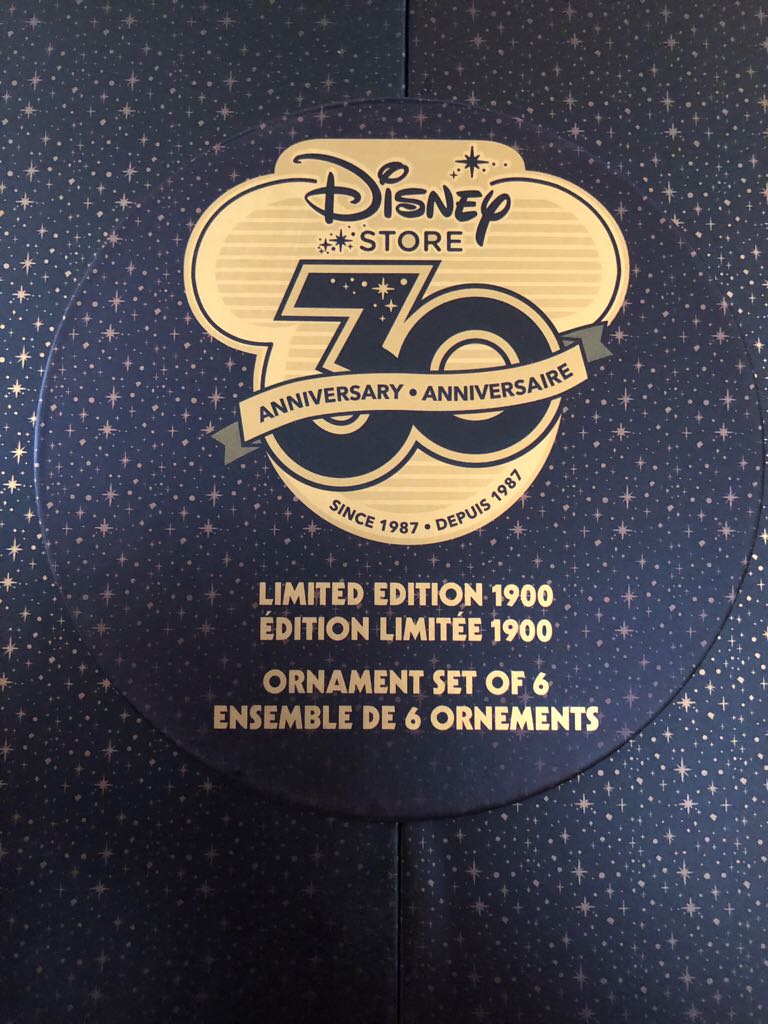 Disney
STORE
30
ANNIVERSARY • ANNIVERSAIRE
SINCE 1987 • DEPUIS 1987
LIMITED EDITION 1900
ÉDITION LIMITÉE 1900
ORNAMENT SET OF 6
ENSEMBLE DE 6 ORNEMENTS